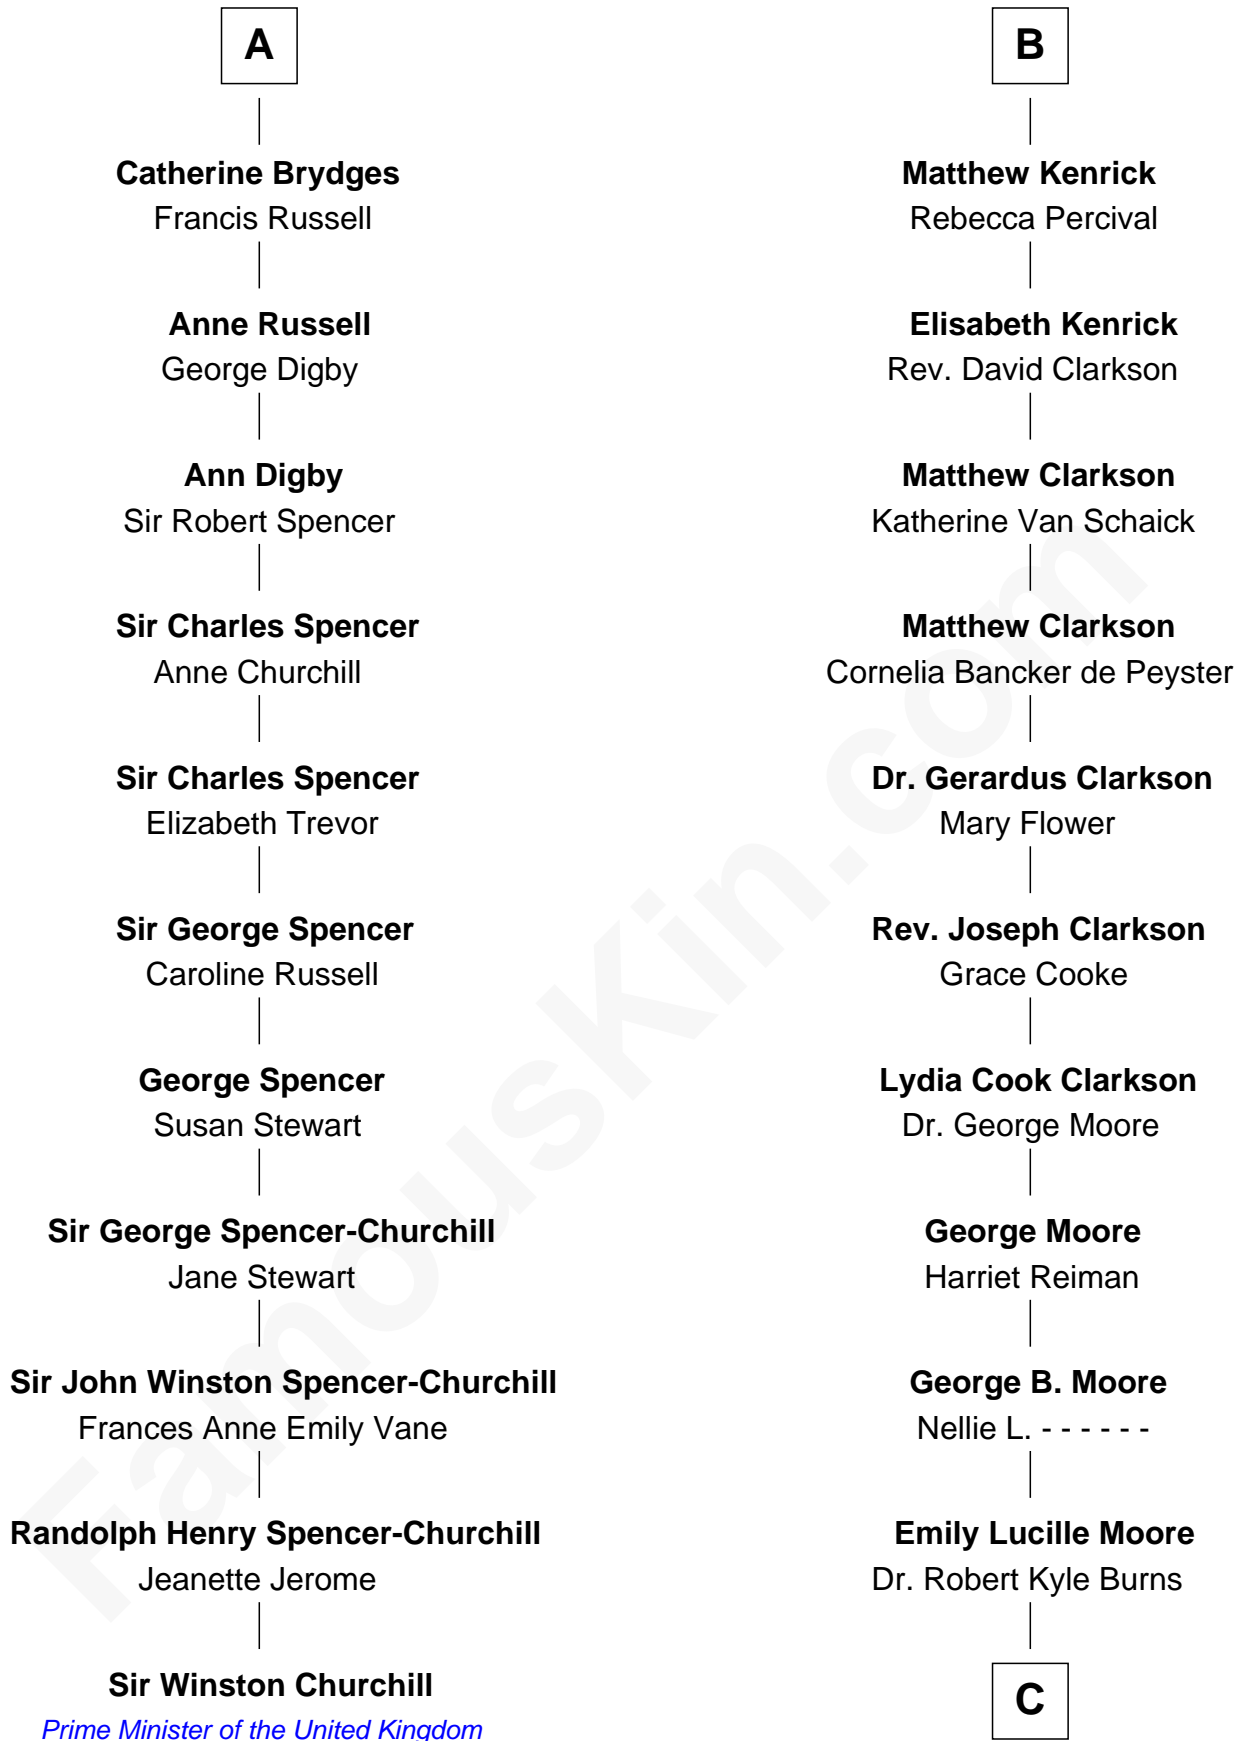 A
Catherine Brydges
Francis Russell
Anne Russell
George Digby
Ann Digby
Sir Robert Spencer
Sir Charles Spencer
Anne Churchill
Sir Charles Spencer
Elizabeth Trevor
Sir George Spencer
Caroline Russell
George Spencer
Susan Stewart
Sir George Spencer-Churchill
Jane Stewart
Sir John Winston Spencer-Churchill
Frances Anne Emily Vane
Randolph Henry Spencer-Churchill
Jeanette Jerome
Sir Winston Churchill
Prime Minister of the United Kingdom
B
Matthew Kenrick
Rebecca Percival
Elisabeth Kenrick
Rev. David Clarkson
Matthew Clarkson
Katherine Van Schaick
Matthew Clarkson
Cornelia Bancker de Peyster
Dr. Gerardus Clarkson
Mary Flower
Rev. Joseph Clarkson
Grace Cooke
Lydia Cook Clarkson
Dr. George Moore
George Moore
Harriet Reiman
George B. Moore
Nellie L. - - - - - -
Emily Lucille Moore
Dr. Robert Kyle Burns
C
FamousKin.com